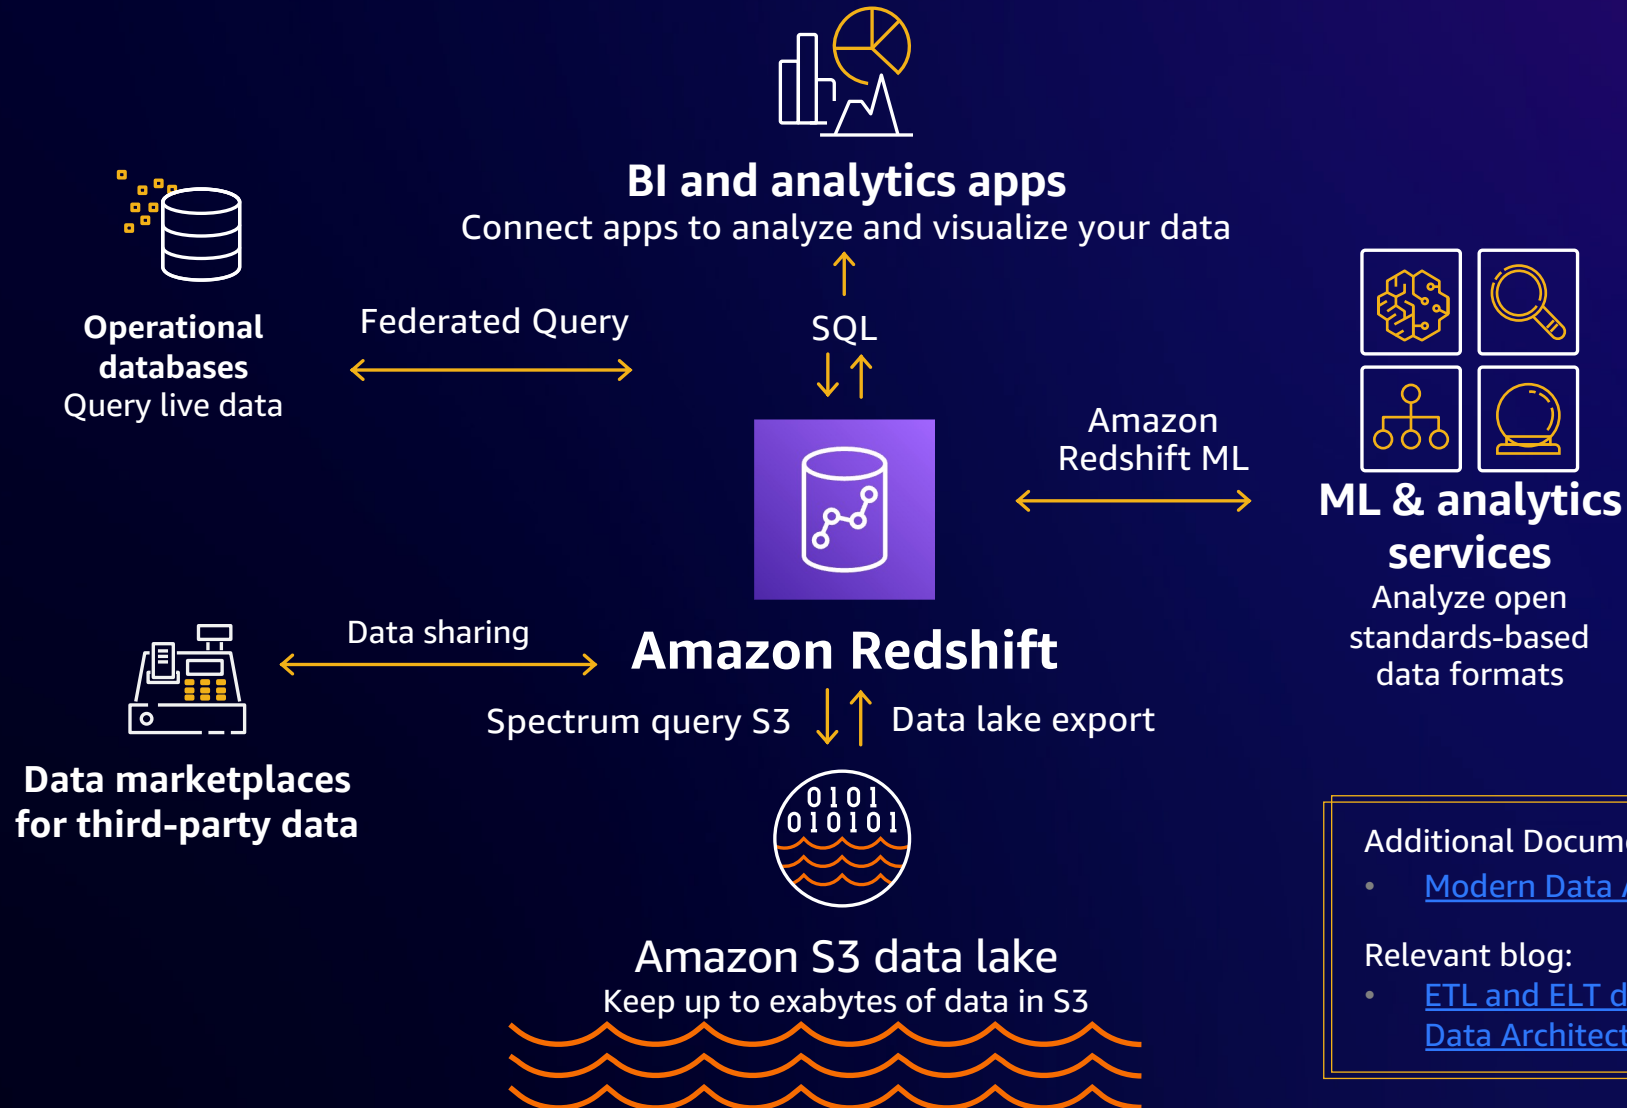 BI and analytics apps
Connect apps to analyze and visualize your data
Operational
databases
Query live data
Federated Query
SQL
Amazon
Redshift ML
ML & analytics
services
Analyze open
standards-based
data formats
Data sharing
Amazon Redshift
Spectrum query S3
Data lake export
Data marketplaces
for third-party data
0101
010101
Amazon S3 data lake
Keep up to exabytes of data in S3
Additional
• Modern Data
Relevant blog:
• ETL and ELT
Data